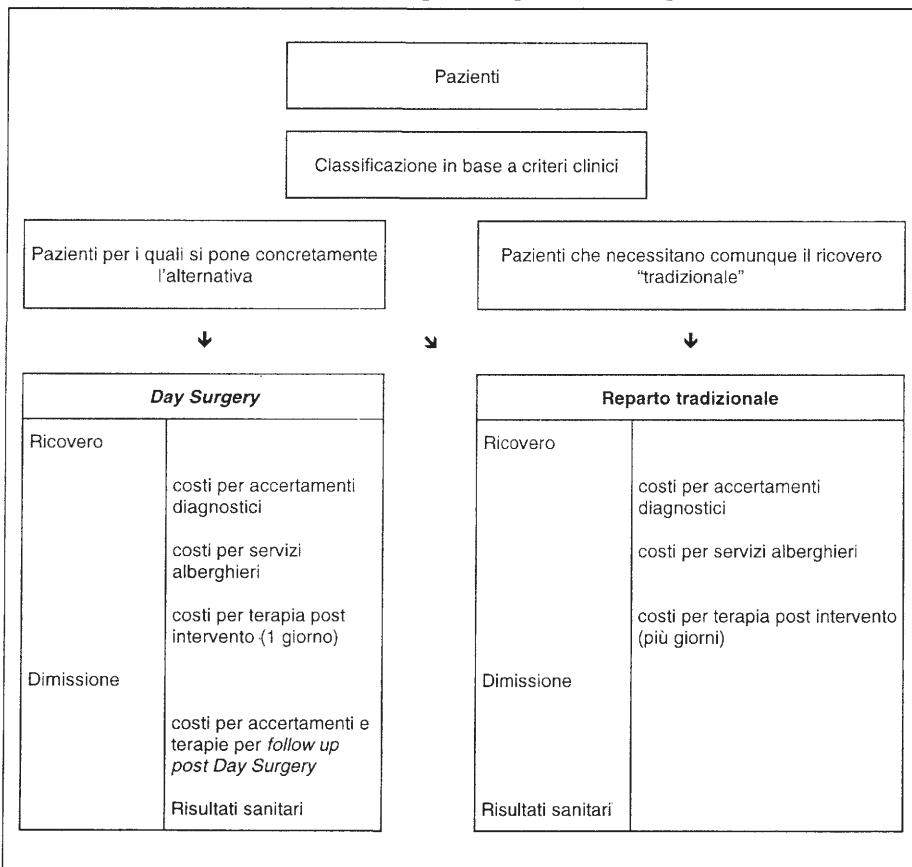 Pazienti
Classificazione in base a criteri clinici
Pazienti per i quali si pone concretamente
l'alternativa
Pazienti che necessitano comunque il ricovero
“tradizionale”
Day Surgery
Ricovero
costi per accertamenti
diagnostici
costi per servizi
alberghieri
costi per terapia post
intervento (1 giorno)
Dimissione
costi per accertamenti e
terapie per follow up
post Day Surgery
Risultati sanitari
Reparto tradizionale
Ricovero
costi per accertamenti
diagnostici
costi per servizi alberghieri
costi per terapia post intervento
(più giorni)
Dimissione
Risultati sanitari